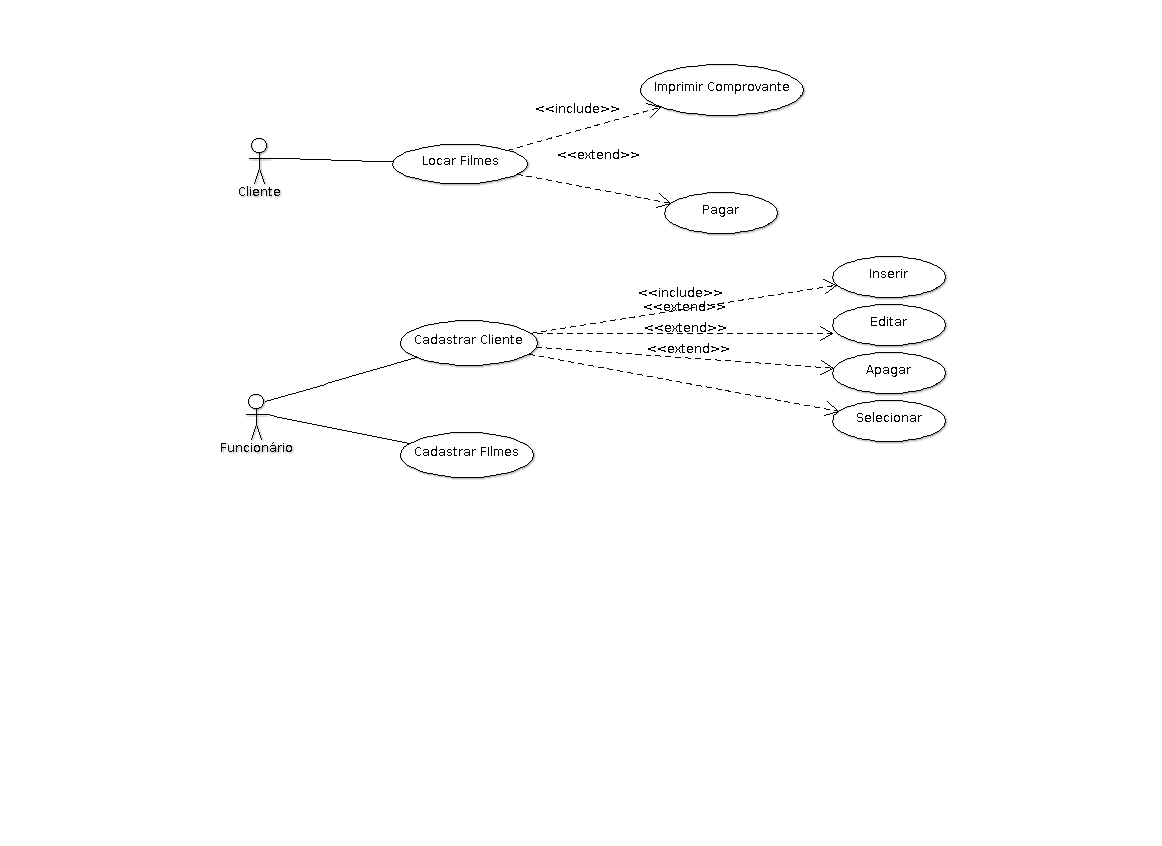 Imprimir Comprovante
<<include>>
<<extend>>
Locar Filmes
Cliente
Pagar
Inserir
<<include>>
<<extend>>
Editar
<<extend>>
Cadastrar Cliente
<<extend>>
Apagar
Selecionar
Funcionário
Cadastrar FIlmes